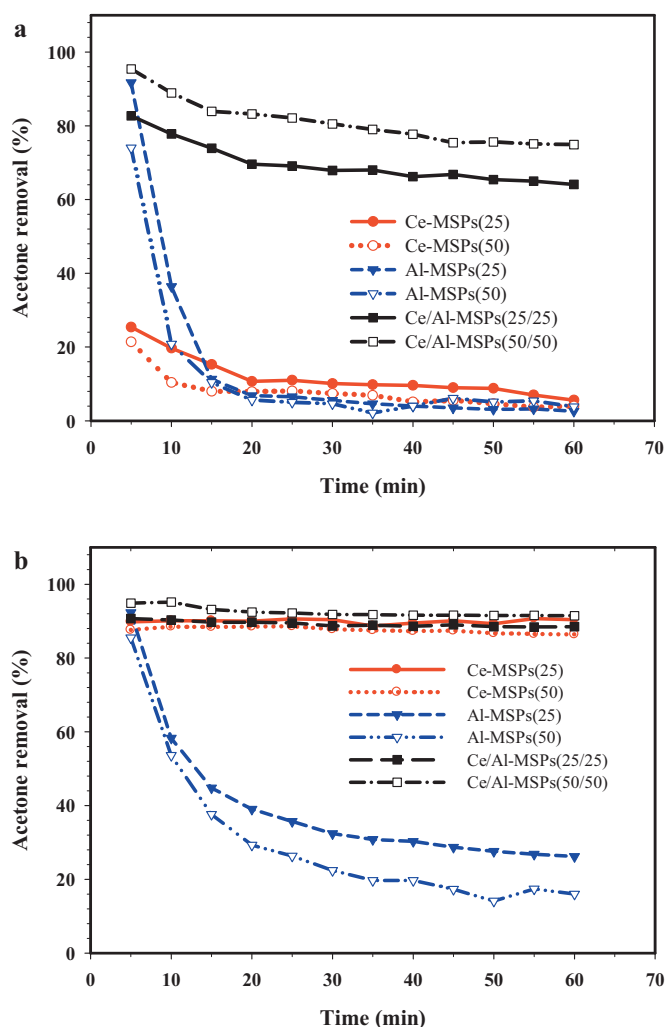 a
100
80
60
40
20
0
Acetone removal (%)
Ce-MSPs(25)
Ce-MSPs(50)
Al-MSPs(25)
Al-MSPs(50)
Ce/Al-MSPs(25/25)
Ce/Al-MSPs(50/50)
0 10 20 30 40 50 60 70
Time (min)
b
100
80
60
40
20
0
Acetone removal (%)
Ce-MSPs(25)
Ce-MSPs(50)
Al-MSPs(25)
Al-MSPs(50)
Ce/Al-MSPs(25/25)
Ce/Al-MSPs(50/50)
0 10 20 30 40 50 60 70
Time (min)